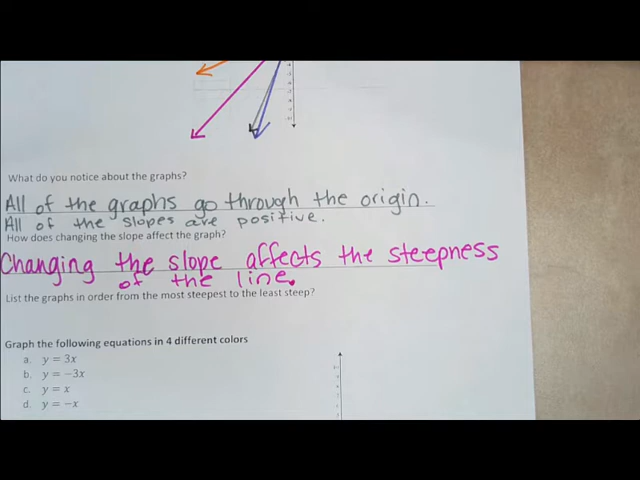 What do you notice about the graphs?
All of the graphs go through the origin.
All of the slopes are positive.
How does changing the slope affect the graph?
Changing the slope affects the steepness
of the line.
List the graphs in order from the most steepest to the least steep?
Graph the following equations in 4 different colors
a. y = 3x
b. y = −3x
c. y = x
d. y = −x